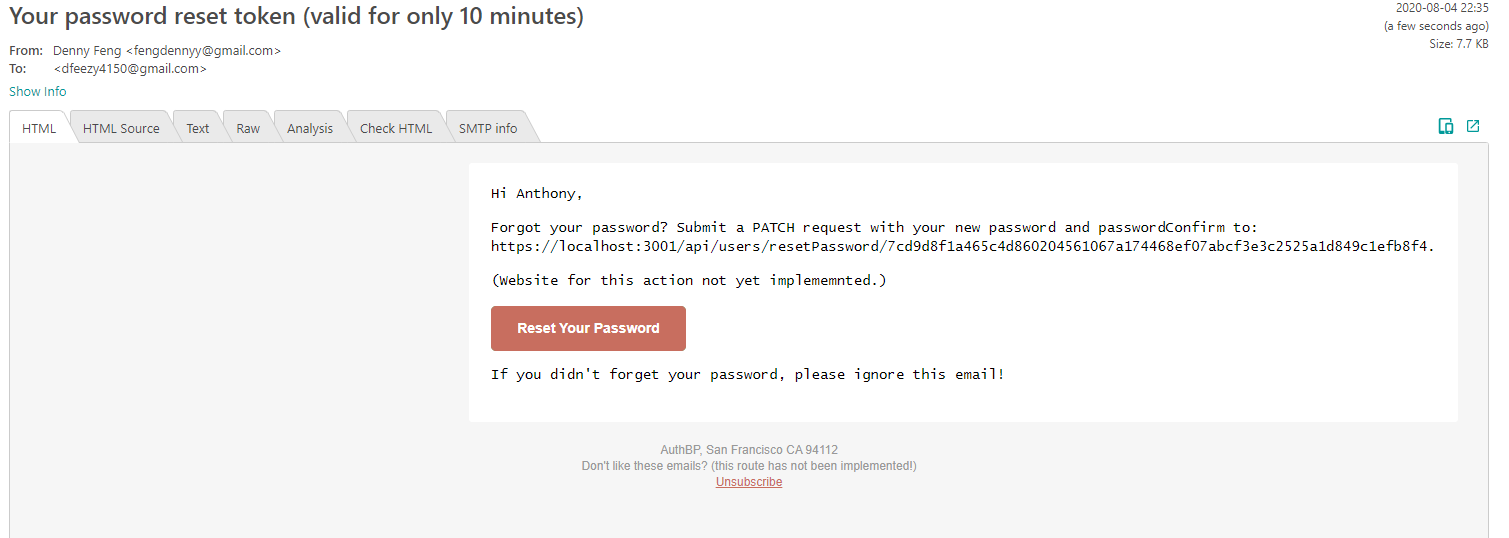 Your password reset token (valid for only 10 minutes)
2020-08-04 22:35
(a few seconds ago)
Size: 7.7 KB
From: Denny Feng <fengdennyy@gmail.com>
To: <dfeezy4150@gmail.com>
Show Info
HTML HTML Source Text Raw Analysis Check HTML SMTP info
Hi Anthony,
Forgot your password? Submit a PATCH request with your new password and passwordConfirm to:
https://localhost:3001/api/users/resetPassword/7cd9d8f1a465c4d860204561067a174468ef07abcf3e3c2525a1d849c1efb8f4.
(Website for this action not yet implememnted.)
Reset Your Password
If you didn't forget your password, please ignore this email!
AuthBP, San Francisco CA 94112
Don't like these emails? (this route has not been implemented!)
Unsubscribe